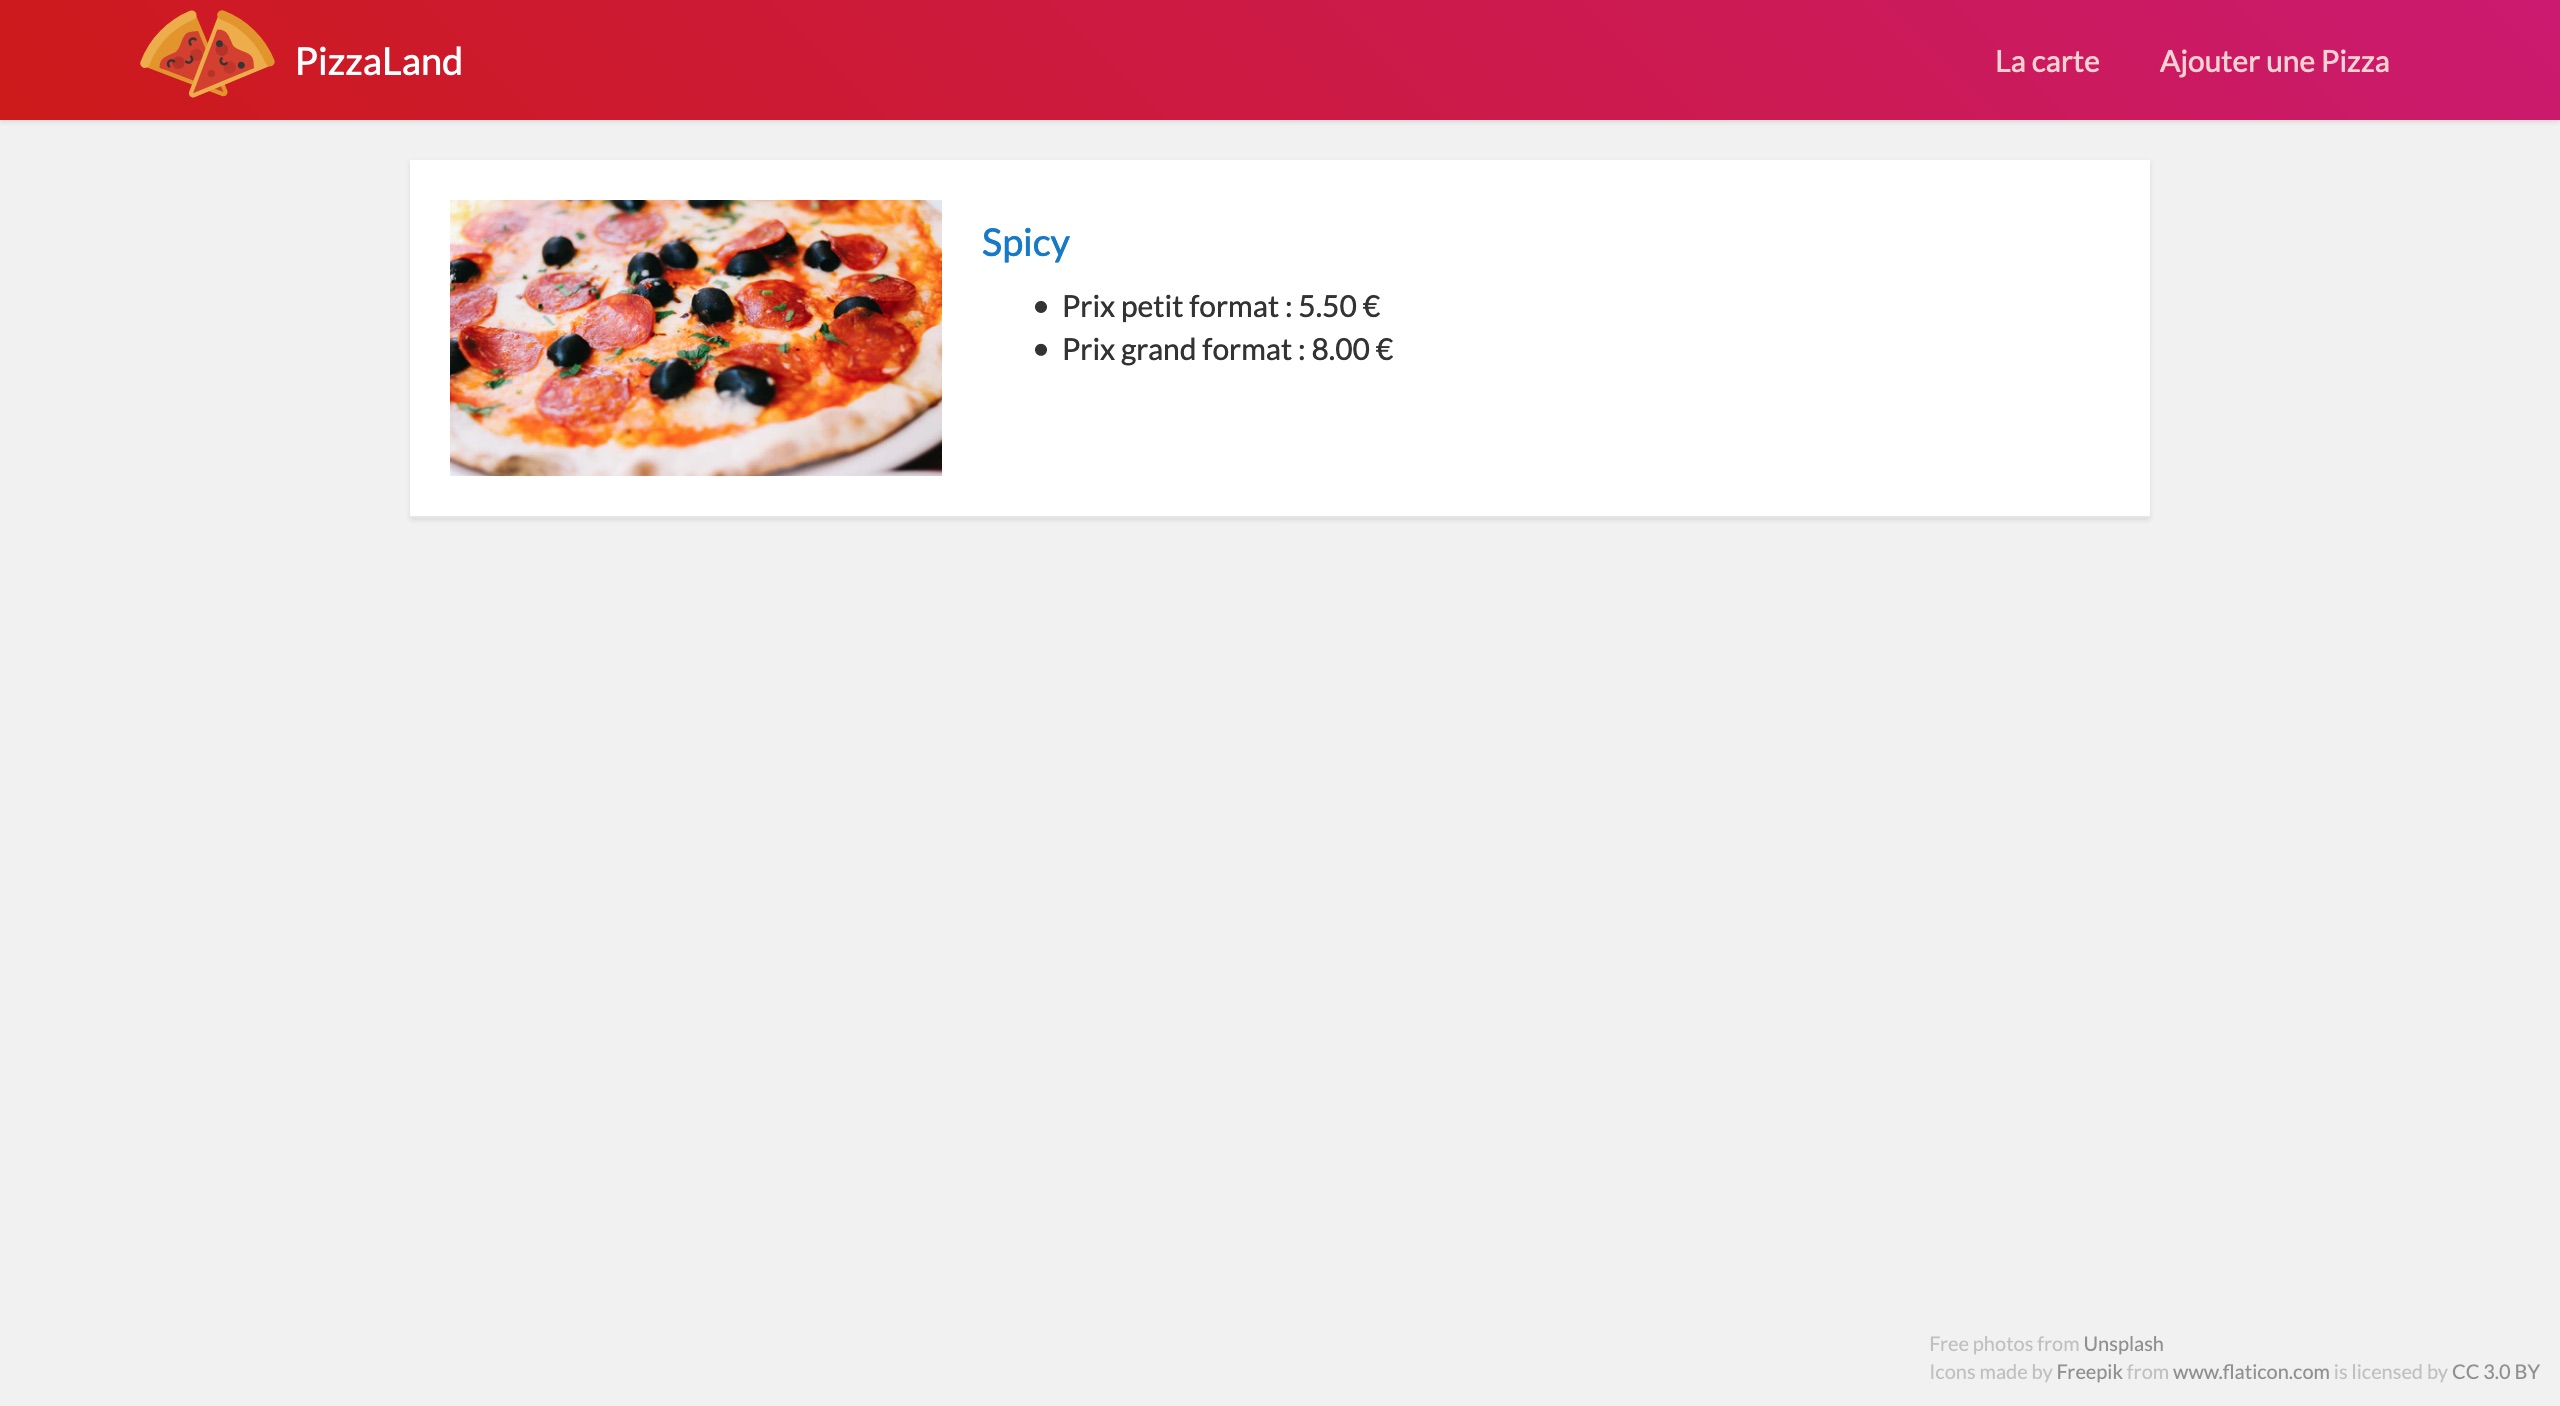 PizzaLand
La carte
Ajouter une Pizza
Spicy
Prix petit format : 5.50 €
Prix grand format : 8.00 €
Free photos from Unsplash
Icons made by Freepik from www.flaticon.com is licensed by CC 3.0 BY